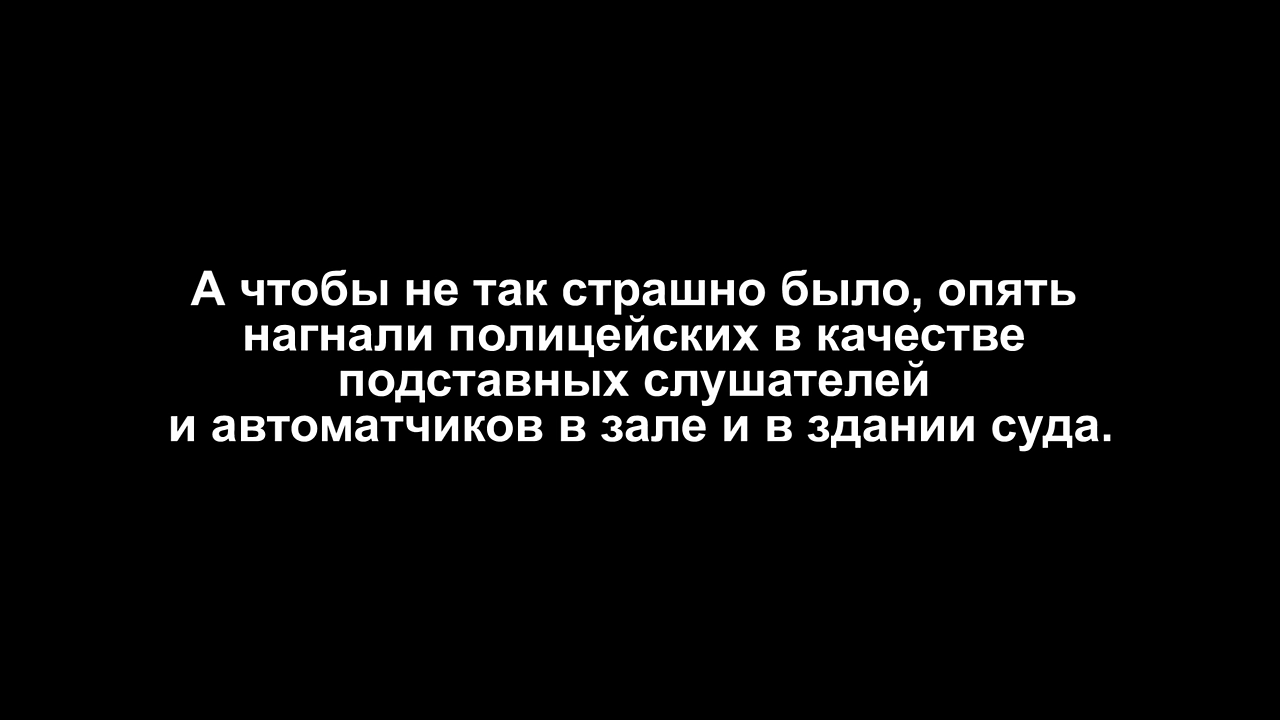 А чтобы не так страшно было, опять
нагнали полицейских в качестве
подставных слушателей
и автоматчиков в зале и в здании суда.